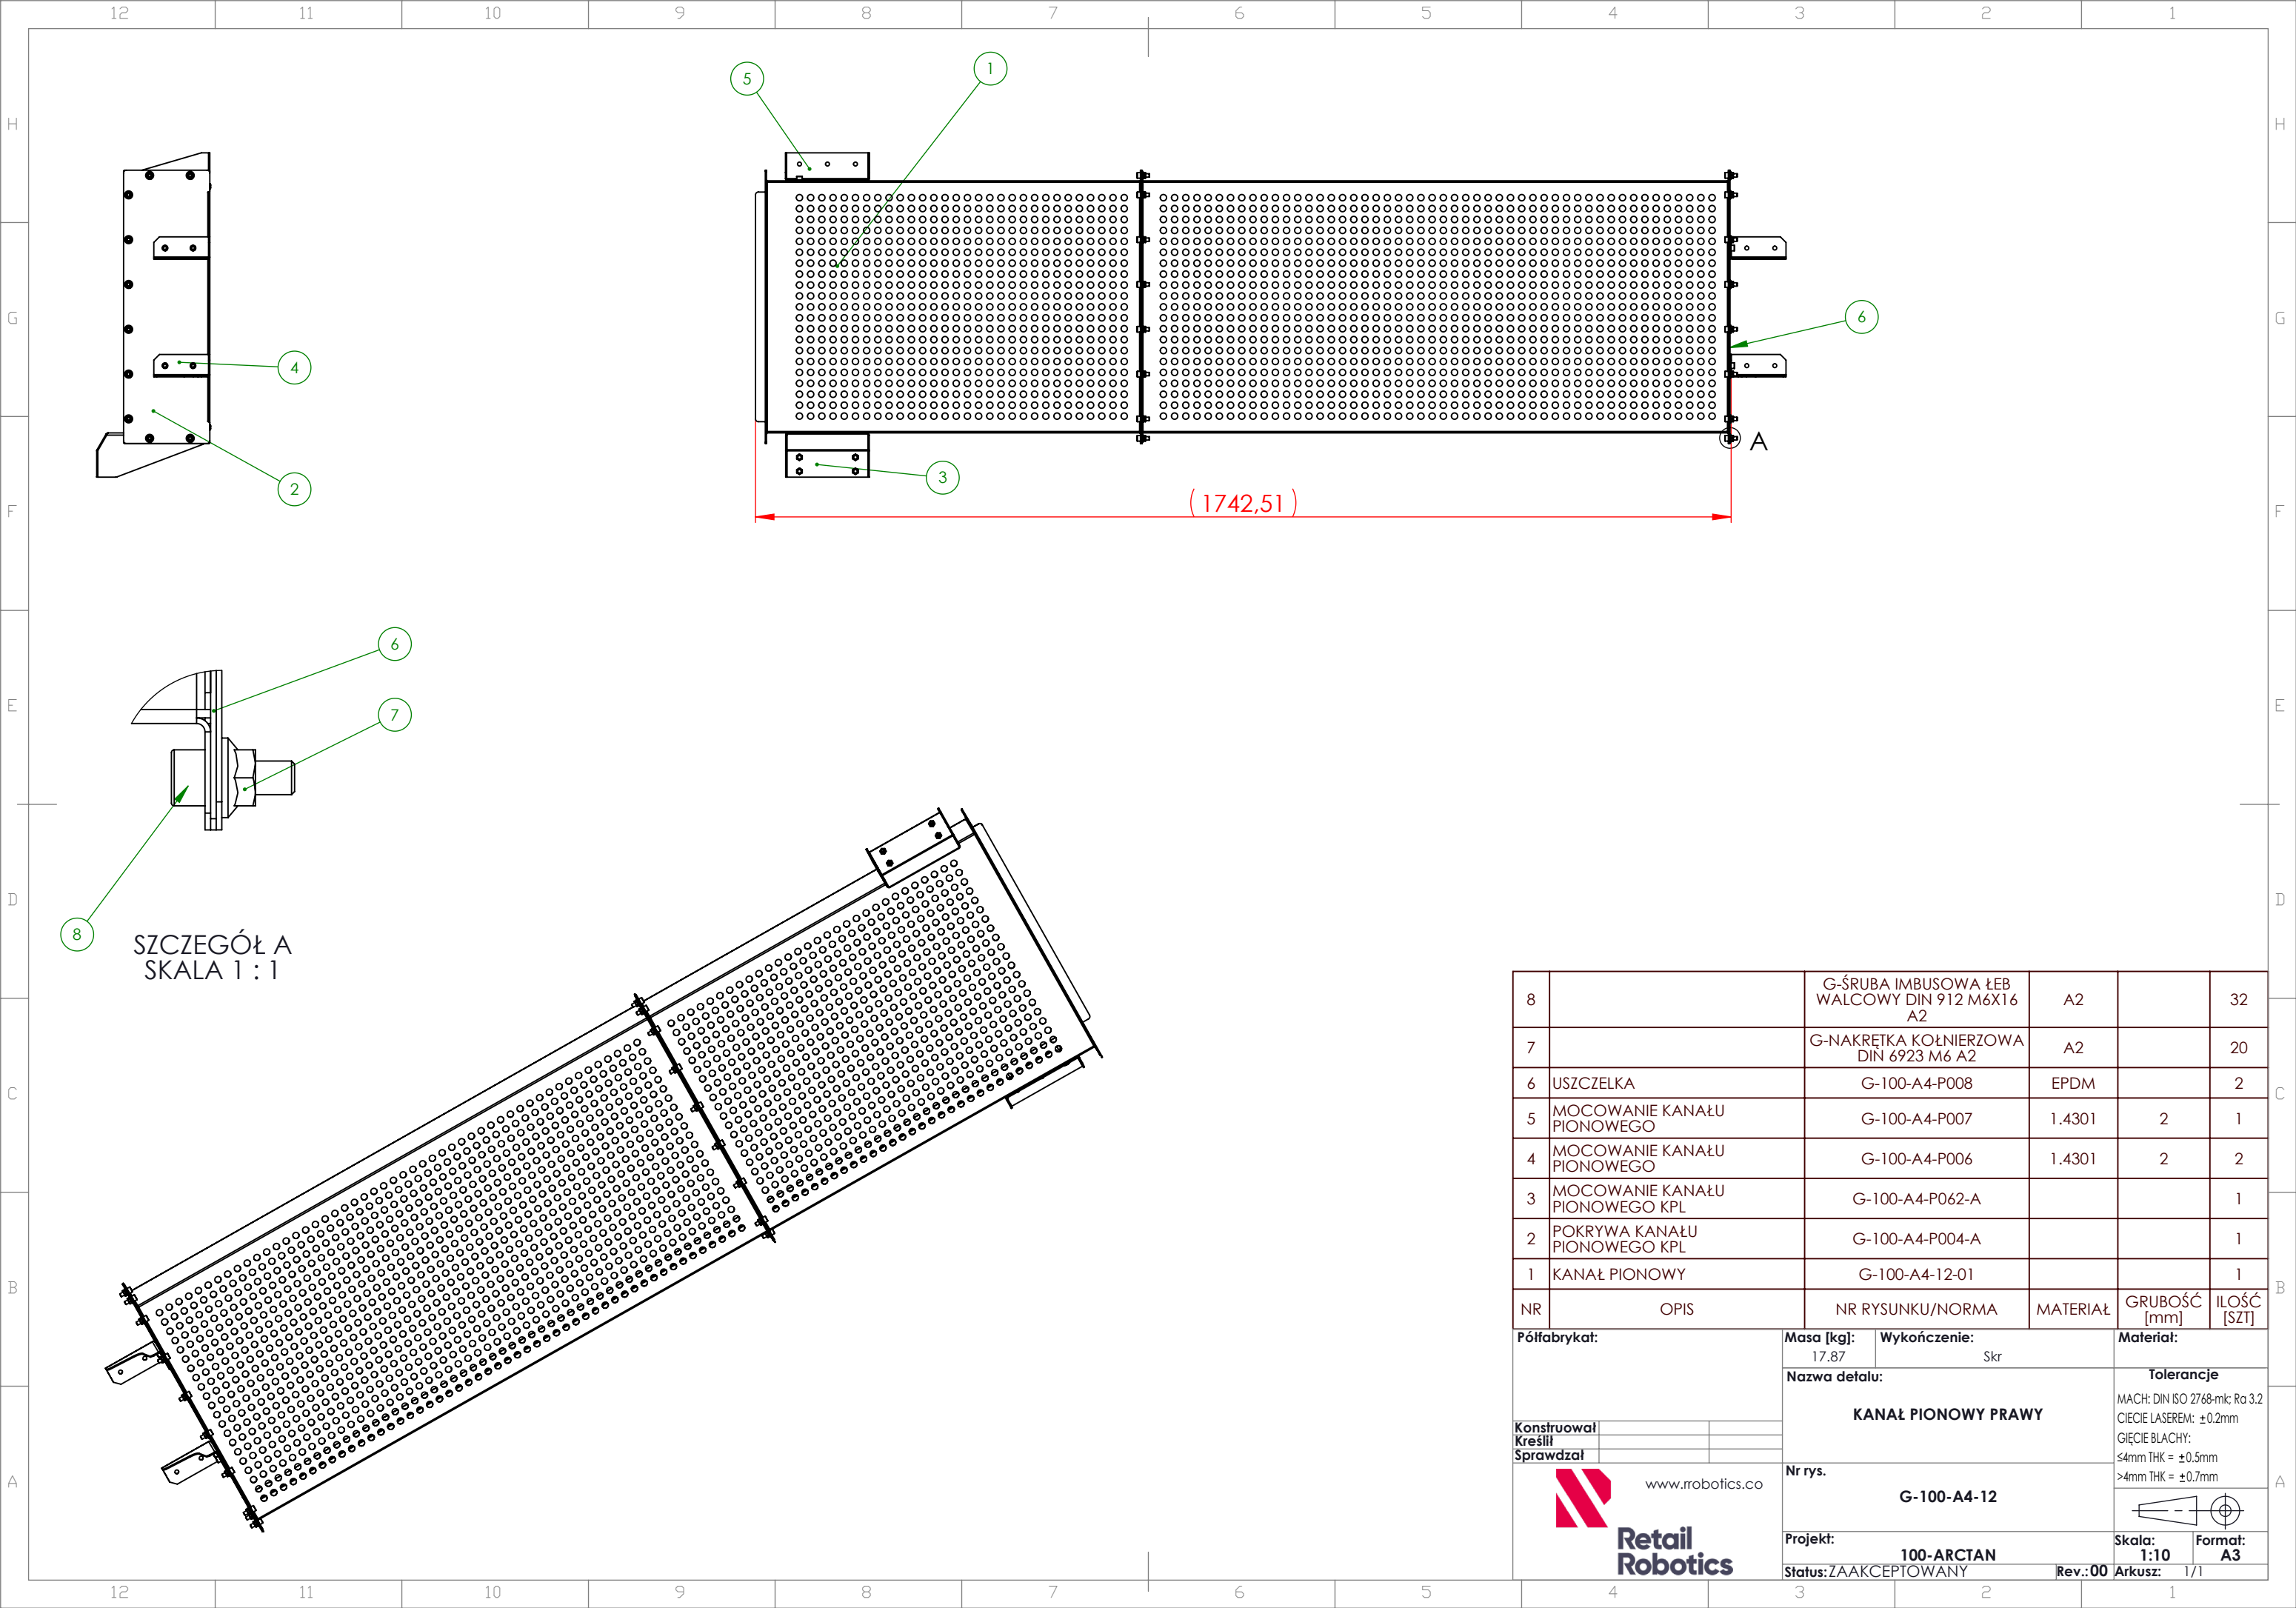 12 11 10 9 8 7 6 5 4 3 2 1
H H
G G
F F
E E
D D
C C
B B
A A
5
1
4
2
3
6
A
(1742,51)
6
7
8
SZCZEGÓŁ A
SKALA 1 : 1
8 G-ŚRUBA IMBUSOWA ŁEB WALCOWY DIN 912 M6X16 A2 A2 32
7 G-NAKRĘTKA KOŁNIERZOWA DIN 6923 M6 A2 A2 20
6 USZCZELKA G-100-A4-P008 EPDM 2
5 MOCOWANIE KANAŁU PIONOWEGO G-100-A4-P007 1.4301 2 1
4 MOCOWANIE KANAŁU PIONOWEGO G-100-A4-P006 1.4301 2 2
3 MOCOWANIE KANAŁU PIONOWEGO KPL G-100-A4-P062-A 1
2 POKRYWA KANAŁU PIONOWEGO KPL G-100-A4-P004-A 1
1 KANAŁ PIONOWY G-100-A4-12-01 1
NR OPIS NR RYSUNKU/NORMA MATERIAŁ GRUBOŚĆ [mm] ILOŚĆ [SZT]
Półfabrykat:
Masa [kg]: 17.87
Wykończenie: Skr
Materiał:
Nazwa detalu:
KANAŁ PIONOWY PRAWY
Tolerancje
MACH: DIN ISO 2768-mk; Ra 3.2
CIECIE LASEREM: ±0.2mm
GIĘCIE BLACHY:
≤4mm THK = ±0.5mm
>4mm THK = ±0.7mm
Konstruował
Kreślił
Sprawdzał
www.rrobotics.co
Retail
Robotics
Nr rys.
G-100-A4-12
Projekt:
100-ARCTAN
Skala: 1:10
Format: A3
Status: ZAAKCEPTOWANY
Rev.: 00
Arkusz: 1/1
12 11 10 9 8 7 6 5 4 3 2 1